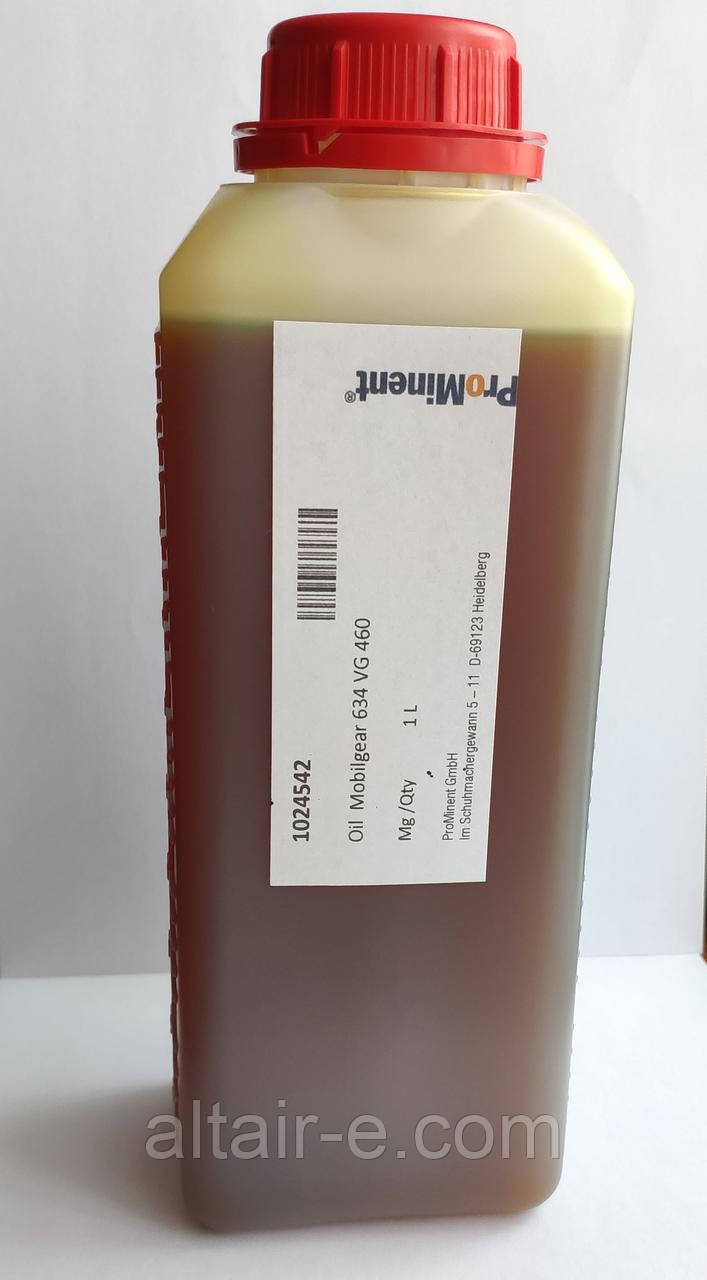 ProMinent®
1024542
Oil Mobilgear 634 VG 460
Mg /Qty 1 L
ProMinent GmbH
Im Schuhmachergewann 5 – 11 D-69123 Heidelberg
altair-e.com